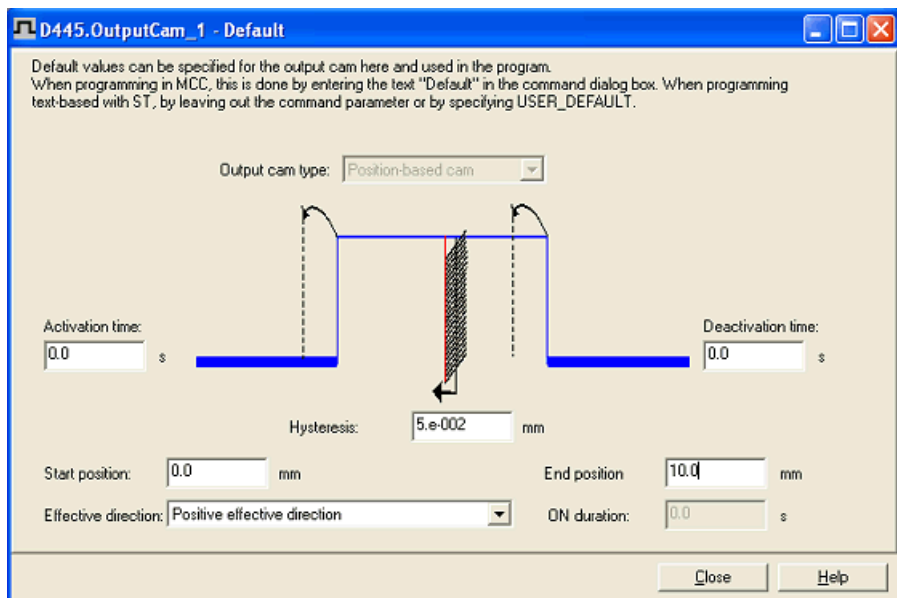 D445.OutputCam_1 - Default
Default values can be specified for the output cam here and used in the program.
When programming in MCC, this is done by entering the text "Default" in the command dialog box. When programming
text-based with ST, by leaving out the command parameter or by specifying USER_DEFAULT.
Output cam type: Position-based cam
Activation time:
0.0 s
Deactivation time:
0.0 s
Hysteresis: 5.e-002 mm
Start position: 0.0 mm
End position 10.0 mm
Effective direction: Positive effective direction
ON duration: 0.0 s
Close Help